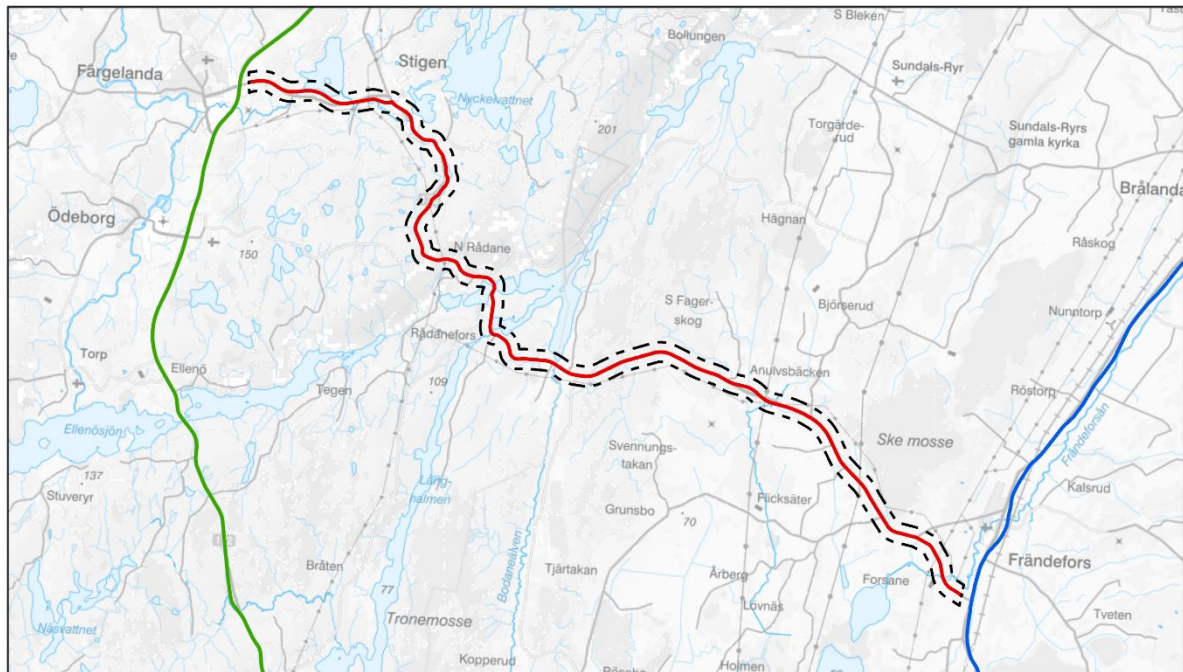 S Bleken
Bollungen
Stigen
Färgelanda
Sundals-Ryr
Nyckelvattnet
201
Torgärde-
rud
Sundals-Ryrs
gamla kyrka
Brålanda
Ödeborg
Hägnan
150
N Rådane
Råskog
S Fager-
skog
Björserud
Nunntorp
Rådanefors
Torp
Ellenö
Anulvsbäcken
109
Tegen
Röstorp
Ellenösjön
Frändeforsån
Ske mosse
Svennungs-
takan
137
Lång-
halmen
Stuveryr
Kalsrud
Flicksäter
Grunsbo
70
Bodaneälven
Frändefors
Bråten
Tjärtakan
Årberg
Forsane
77
Lövnäs
Näsvattnet
Tronemosse
Tveten
Kopperud
Holmen